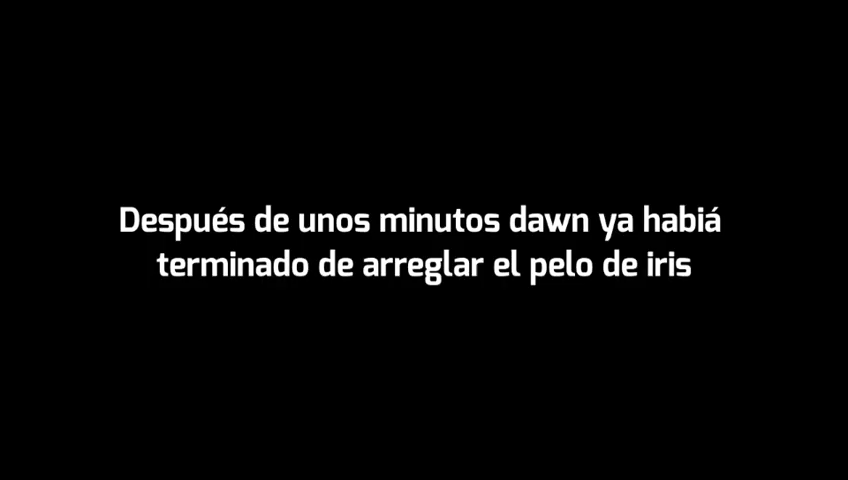 Después de unos minutos dawn ya habiá
terminado de arreglar el pelo de iris